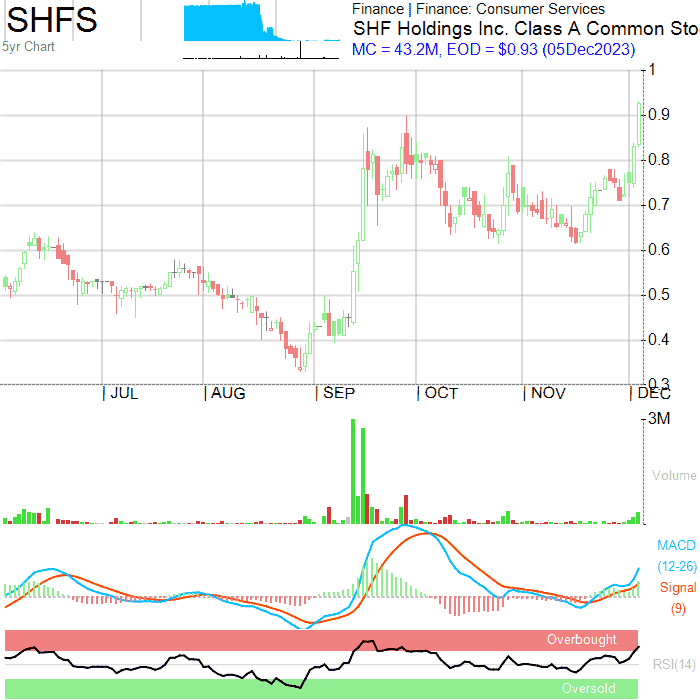 SHFS
5yr Chart
Finance | Finance: Consumer Services
SHF Holdings Inc. Class A Common Sto
MC = 43.2M, EOD = $0.93 (05Dec2023)
1
0.9
0.8
0.7
0.6
0.5
0.4
0.3
| JUL | AUG | SEP | OCT | NOV | DEC
3M
Volume
MACD
(12-26)
Signal
(9)
Overbought
RSI(14)
Oversold